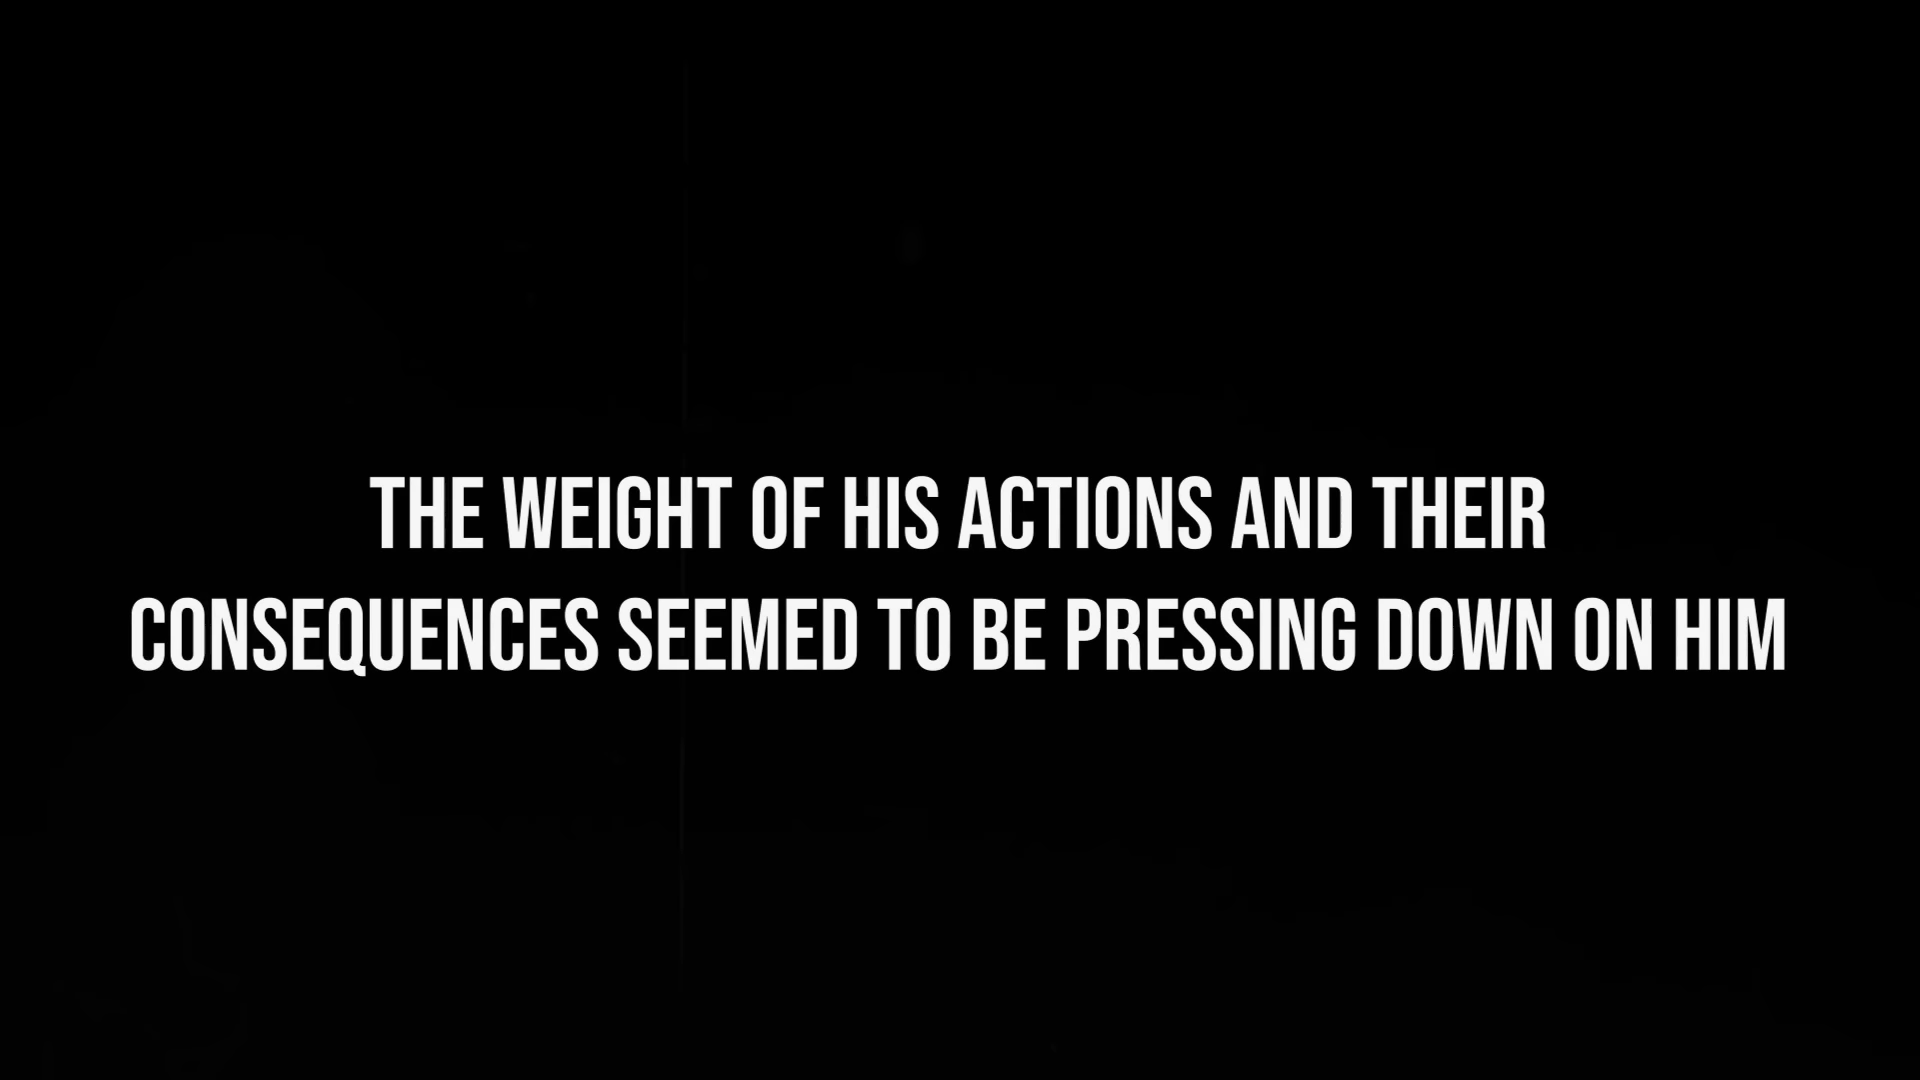 THE WEIGHT OF HIS ACTIONS AND THEIR
CONSEQUENCES SEEMED TO BE PRESSING DOWN ON HIM